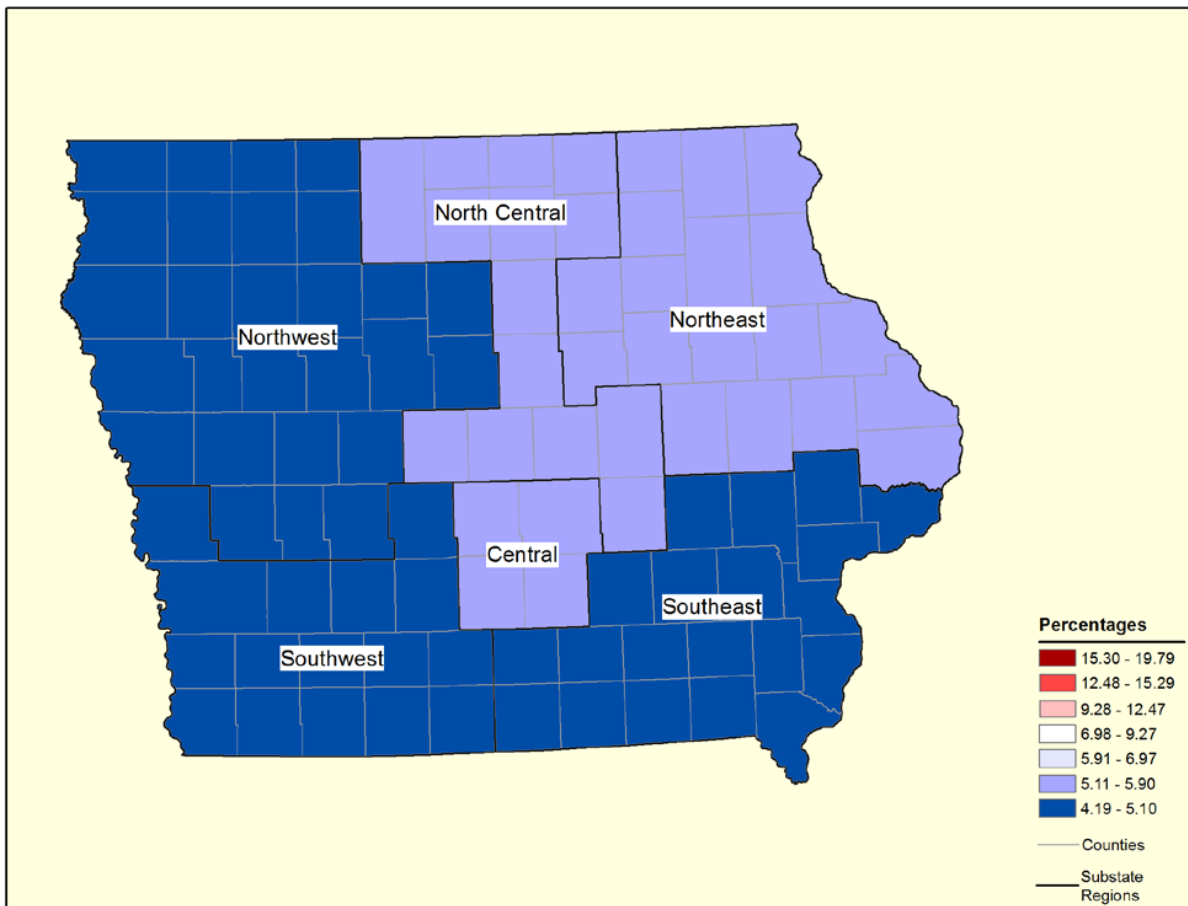 North Central
Northeast
Northwest
Central
Southeast
Southwest
Percentages
15.30 - 19.79
12.48 - 15.29
9.28 - 12.47
6.98 - 9.27
5.91 - 6.97
5.11 - 5.90
4.19 - 5.10
Counties
Substate
Regions